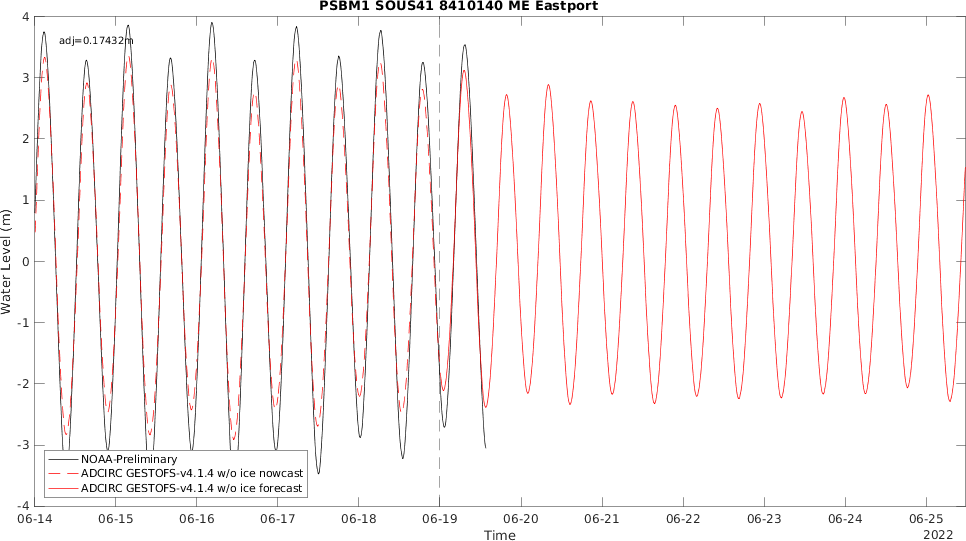 PSBM1 SOUS41 8410140 ME Eastport
adj=0.17432m
Water Level (m)
4
3
2
1
0
-1
-2
-3
-4
NOAA-Preliminary
ADCIRC GESTOFS-v4.1.4 w/o ice nowcast
ADCIRC GESTOFS-v4.1.4 w/o ice forecast
06-14 06-15 06-16 06-17 06-18 06-19 06-20 06-21 06-22 06-23 06-24 06-25
Time
2022